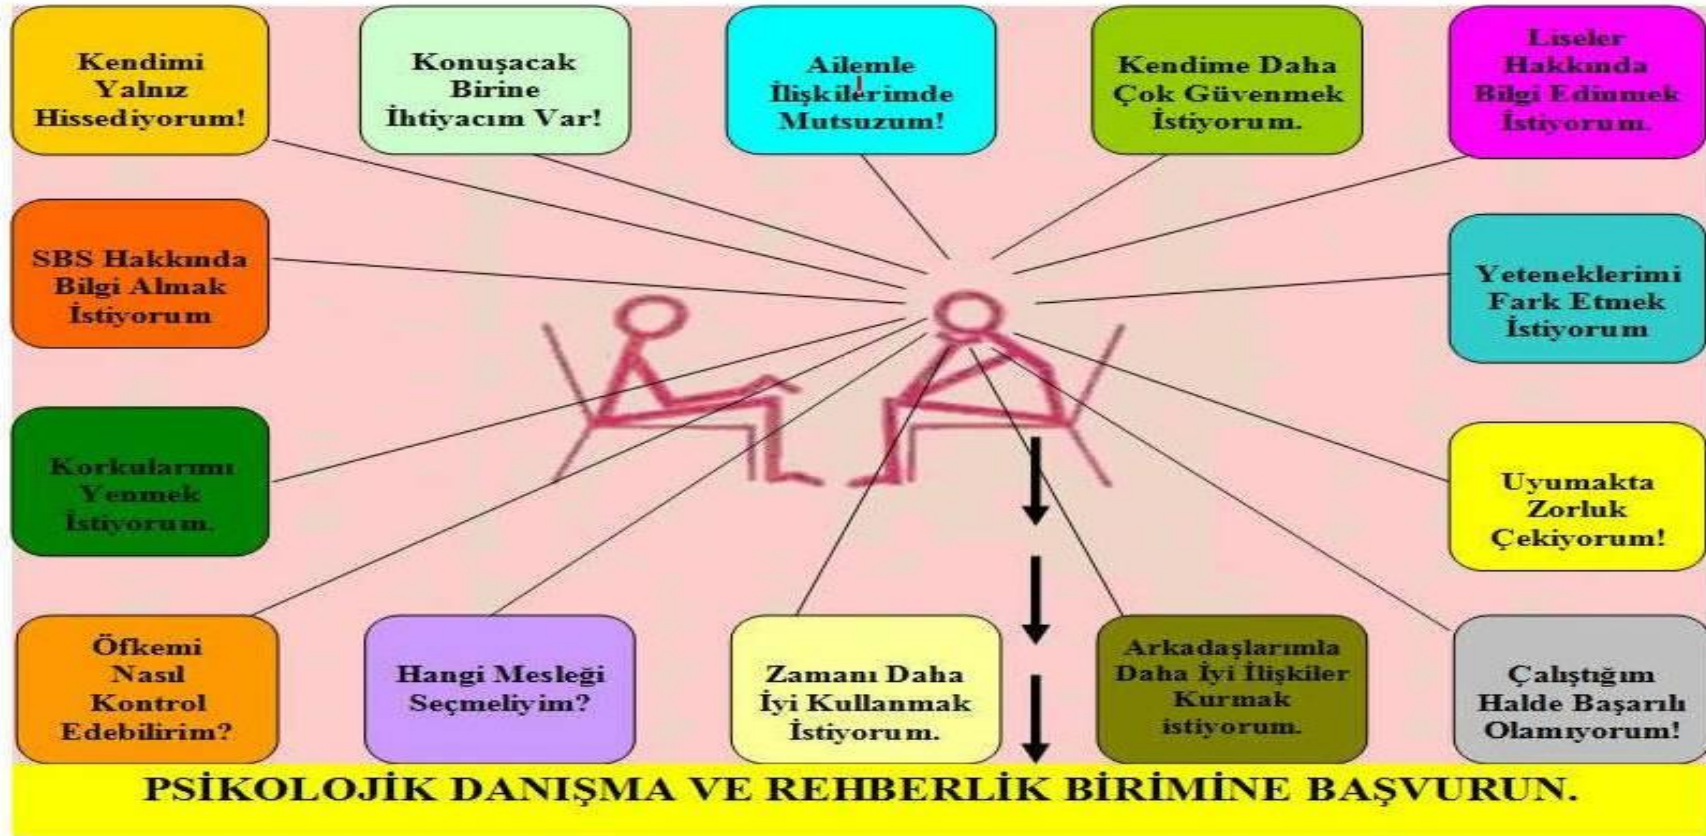 Kendimi
Yalnız
Hissediyorum!
Konuşacak
Birine
İhtiyacım Var!
Ailemle
İlişkilerimde
Mutsuzum!
Kendime Daha
Çok Güvenmek
İstiyorum.
Liseler
Hakkında
Bilgi Edinmek
İstiyorum.
SBS Hakkında
Bilgi Almak
İstiyorum
Yeteneklerimi
Fark Etmek
İstiyorum
Korkularımı
Yenmek
İstiyorum.
Uyumakta
Zorluk
Çekiyorum!
Öfkemi
Nasıl
Kontrol
Edebilirim?
Hangi Mesleği
Seçmeliyim?
Zamanı Daha
İyi Kullanmak
İstiyorum.
Arkadaşlarımla
Daha İyi İlişkiler
Kurmak
istiyorum.
Çalıştığım
Halde Başarılı
Olamıyorum!
PSİKOLOJİK DANIŞMA VE REHBERLİK BİRİMİNE BAŞVURUN.